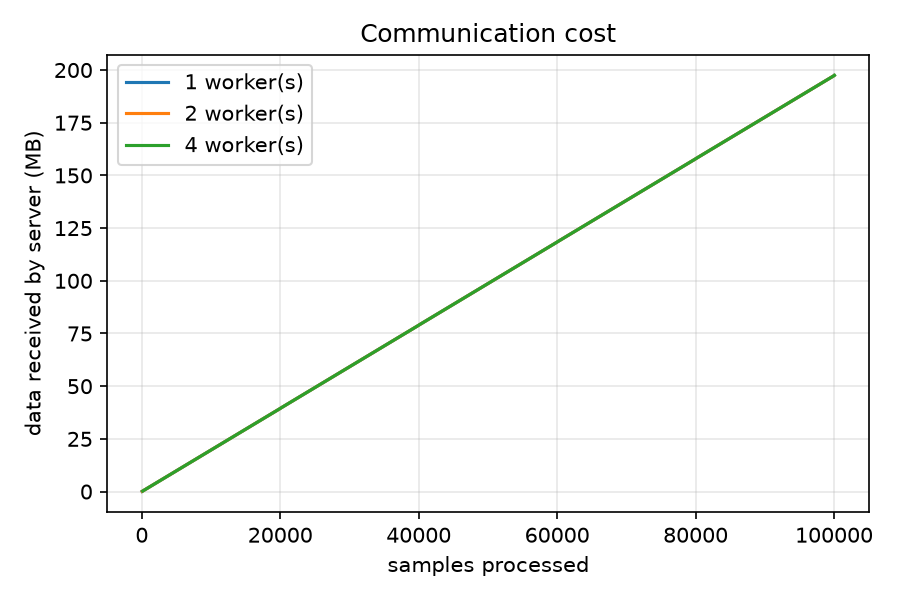 Communication cost
1 worker(s)
2 worker(s)
4 worker(s)
data received by server (MB)
200
175
150
125
100
75
50
25
0
0 20000 40000 60000 80000 100000
samples processed